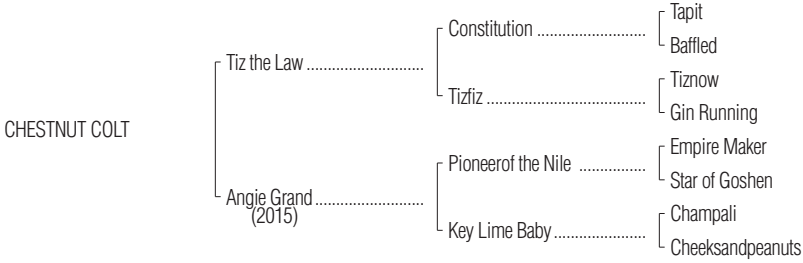 Tapit
Constitution ..........................
Baffled
Tiz the Law ............................
Tiznow
Tizfiz ......................................
Gin Running
CHESTNUT COLT
Empire Maker
Pioneerof the Nile ................
Star of Goshen
Angie Grand ..........................
(2015)
Champali
Key Lime Baby ......................
Cheeksandpeanuts